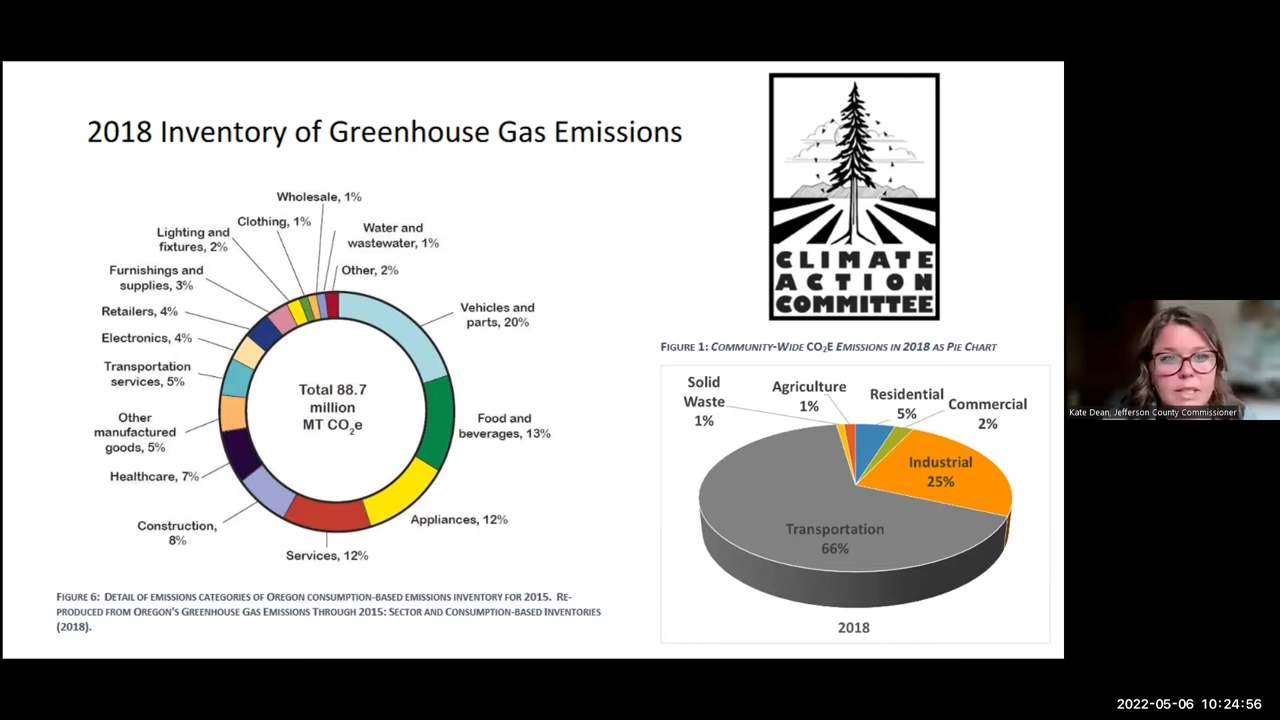 2018 Inventory of Greenhouse Gas Emissions
Wholesale, 1%
Clothing, 1%
Water and
wastewater, 1%
Lighting and
fixtures, 2%
Other, 2%
Furnishings and
supplies, 3%
Vehicles and
parts, 20%
Retailers, 4%
Electronics, 4%
Transportation
services, 5%
Total 88.7
million
MT CO2e
Other
manufactured
goods, 5%
Food and
beverages, 13%
Healthcare, 7%
Construction,
8%
Appliances, 12%
Services, 12%
FIGURE 6: DETAIL OF EMISSIONS CATEGORIES OF OREGON CONSUMPTION-BASED EMISSIONS INVENTORY FOR 2015. RE-
PRODUCED FROM OREGON'S GREENHOUSE GAS EMISSIONS THROUGH 2015: SECTOR AND CONSUMPTION-BASED INVENTORIES
(2018).
CLIMATE
ACTION
COMMITTEE
FIGURE 1: COMMUNITY-WIDE CO2E EMISSIONS IN 2018 AS PIE CHART
Solid
Waste
1%
Agriculture
1%
Residential
5%
Commercial
2%
Industrial
25%
Transportation
66%
2018
Kate Dean, Jefferson County Commissioner
2022-05-06 10:24:56